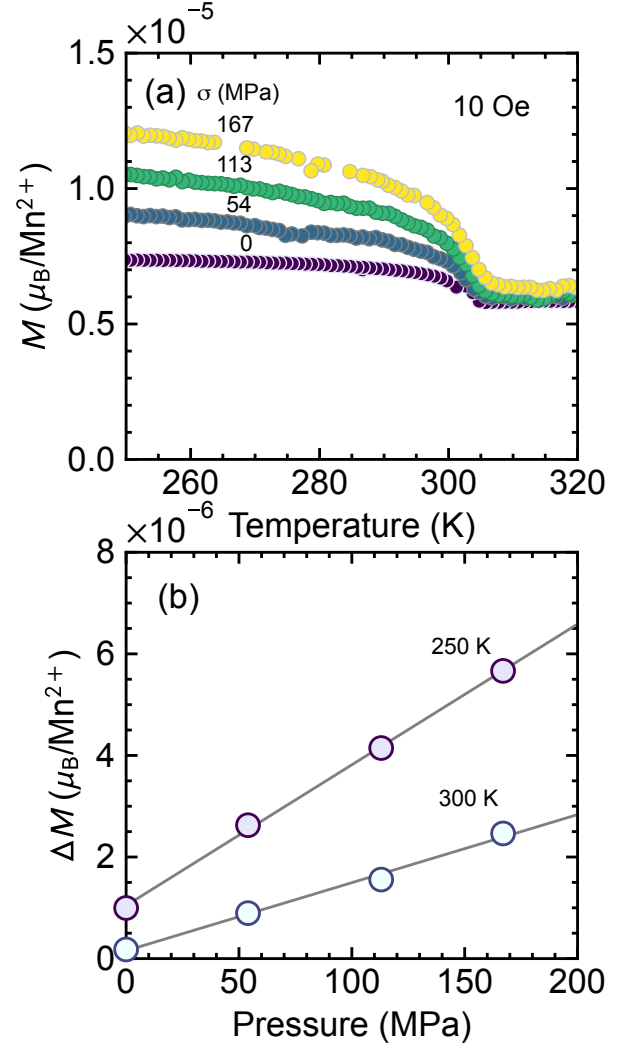 ×10⁻⁵
1.5
(a) σ (MPa)
10 Oe
167
113
54
0
1.0
0.5
0.0
M (μB/Mn²⁺)
260 280 300 320
Temperature (K)
×10⁻⁶
8
(b)
250 K
6
4
300 K
2
0
ΔM (μB/Mn²⁺)
0 50 100 150 200
Pressure (MPa)